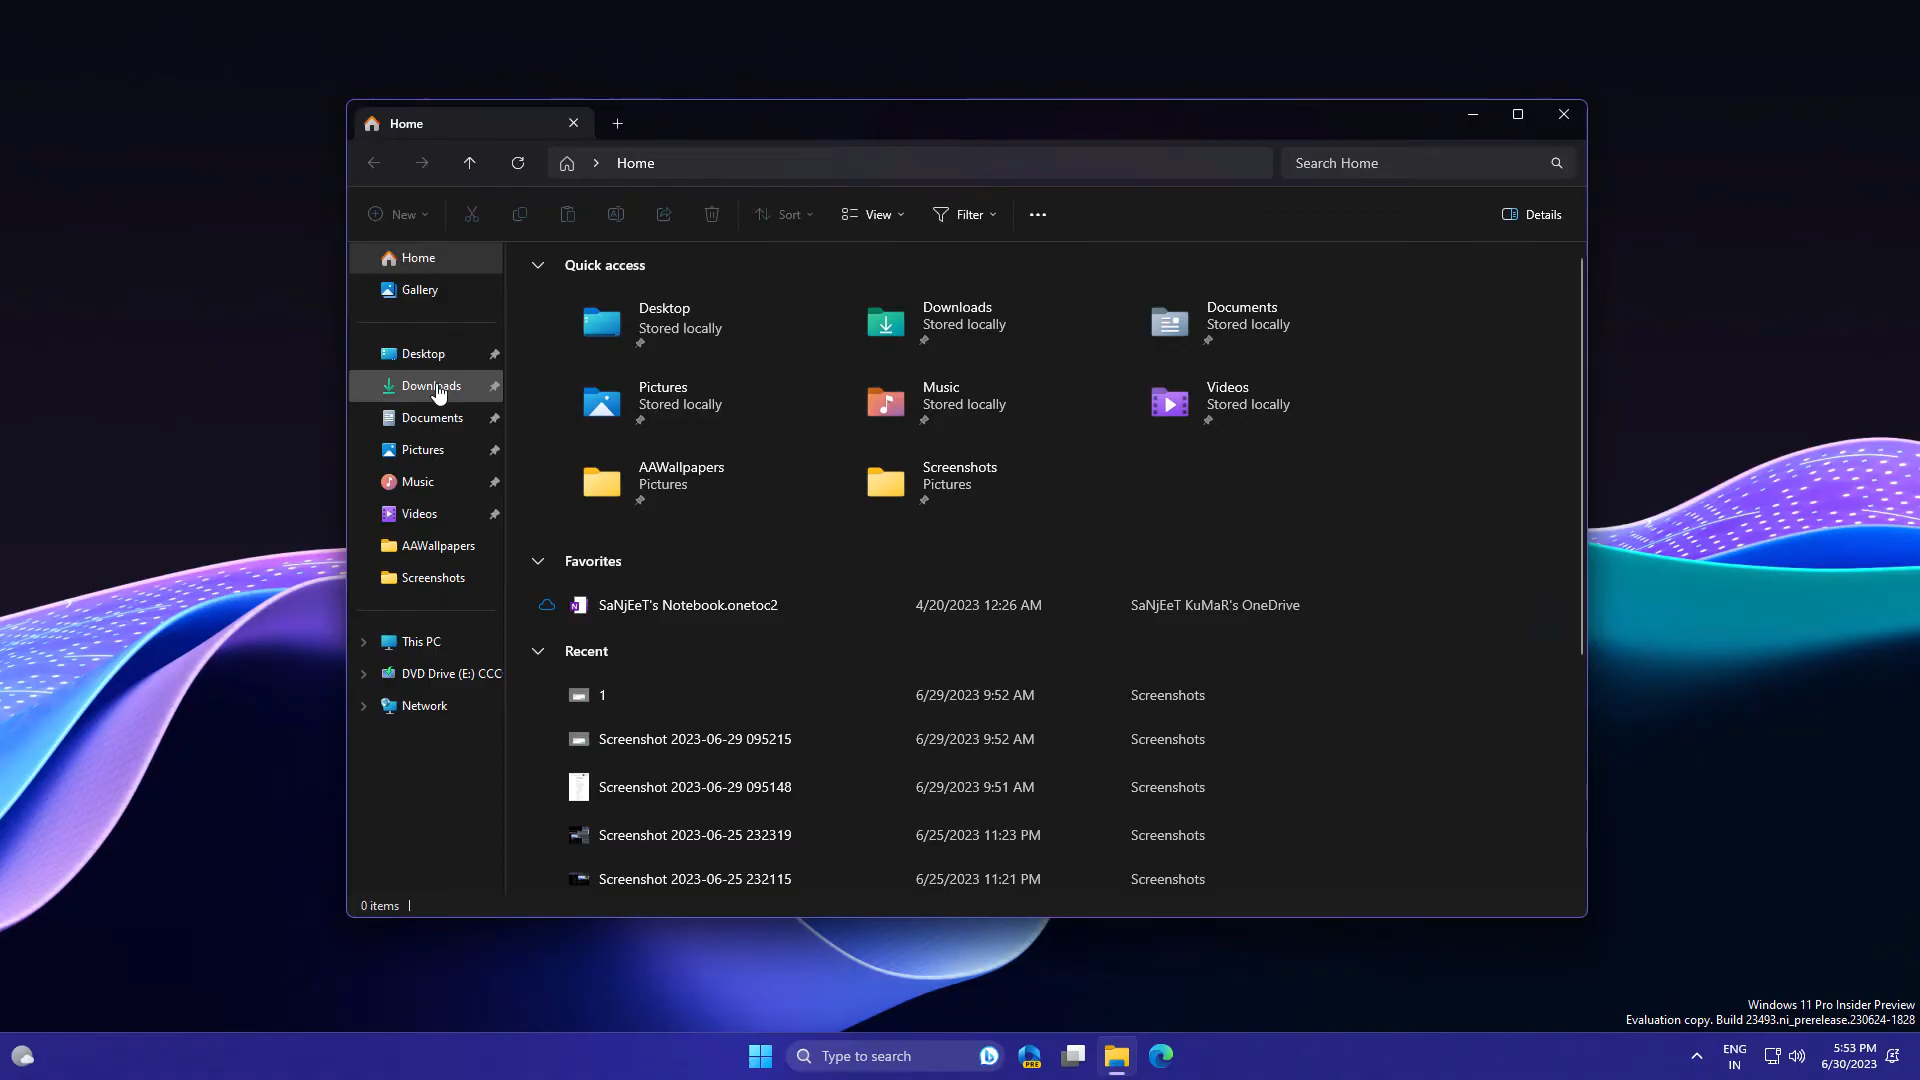 Home
Home
Search Home
New
Sort
View
Filter
Details
Home
Gallery
Desktop
Downloads
Documents
Pictures
Music
Videos
AAWallpapers
Screenshots
This PC
DVD Drive (E:) CCC
Network
Quick access
Desktop
Stored locally
Downloads
Stored locally
Documents
Stored locally
Pictures
Stored locally
Music
Stored locally
Videos
Stored locally
AAWallpapers
Pictures
Screenshots
Pictures
Favorites
SaNjEeT's Notebook.onetoc2 4/20/2023 12:26 AM SaNjEeT KuMaR's OneDrive
Recent
1 6/29/2023 9:52 AM Screenshots
Screenshot 2023-06-29 095215 6/29/2023 9:52 AM Screenshots
Screenshot 2023-06-29 095148 6/29/2023 9:51 AM Screenshots
Screenshot 2023-06-25 232319 6/25/2023 11:23 PM Screenshots
Screenshot 2023-06-25 232115 6/25/2023 11:21 PM Screenshots
0 items
Windows 11 Pro Insider Preview
Evaluation copy. Build 23493.ni_prerelease.230624-1828
Type to search
PRE
ENG
IN
5:53 PM
6/30/2023